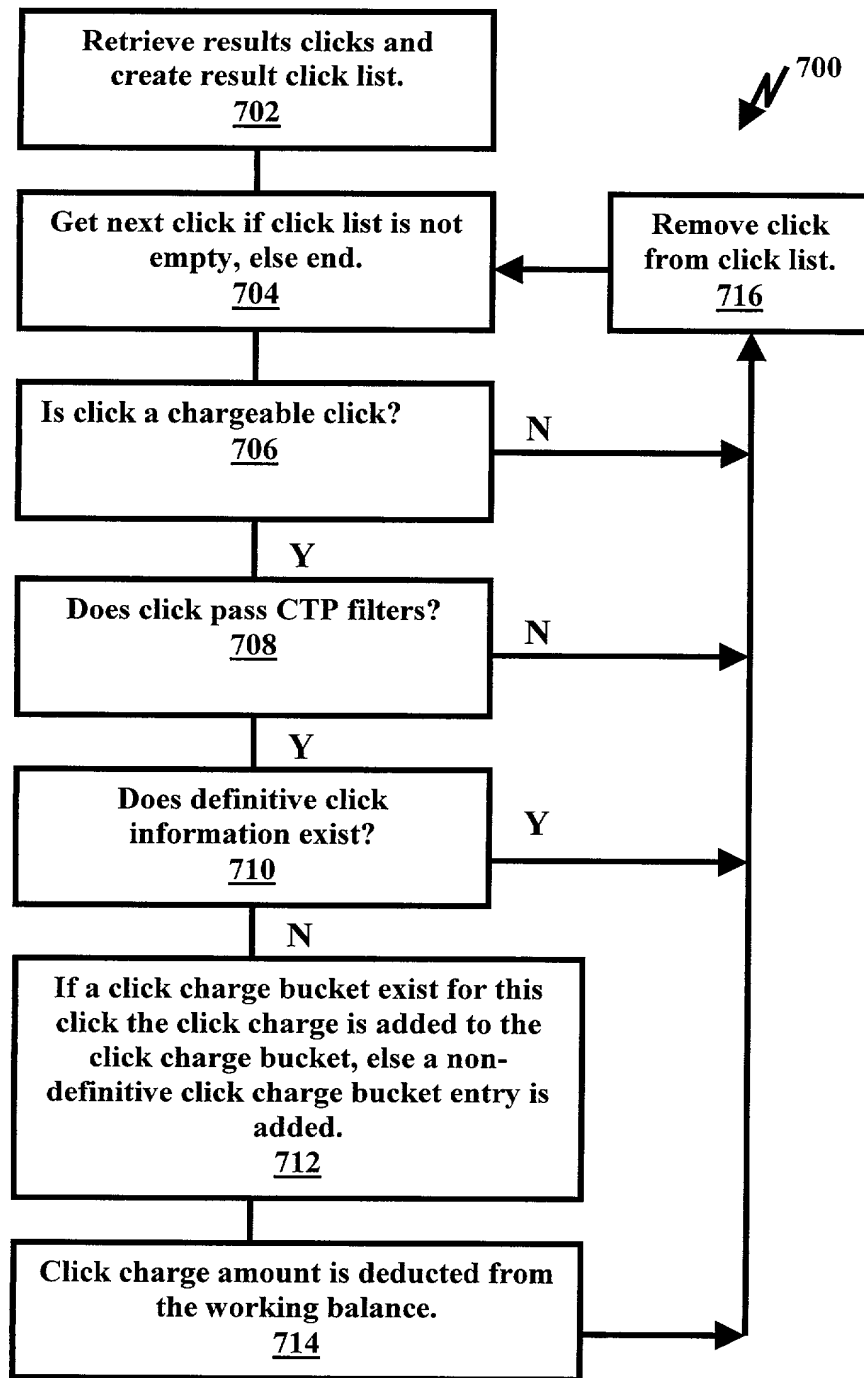 Retrieve results clicks and
create result click list.
702
700
Get next click if click list is not
empty, else end.
704
Remove click
from click list.
716
Is click a chargeable click?
706
N
Y
Does click pass CTP filters?
708
N
Y
Does definitive click
information exist?
710
Y
N
If a click charge bucket exist for this
click the click charge is added to the
click charge bucket, else a non-
definitive click charge bucket entry is
added.
712
Click charge amount is deducted from
the working balance.
714